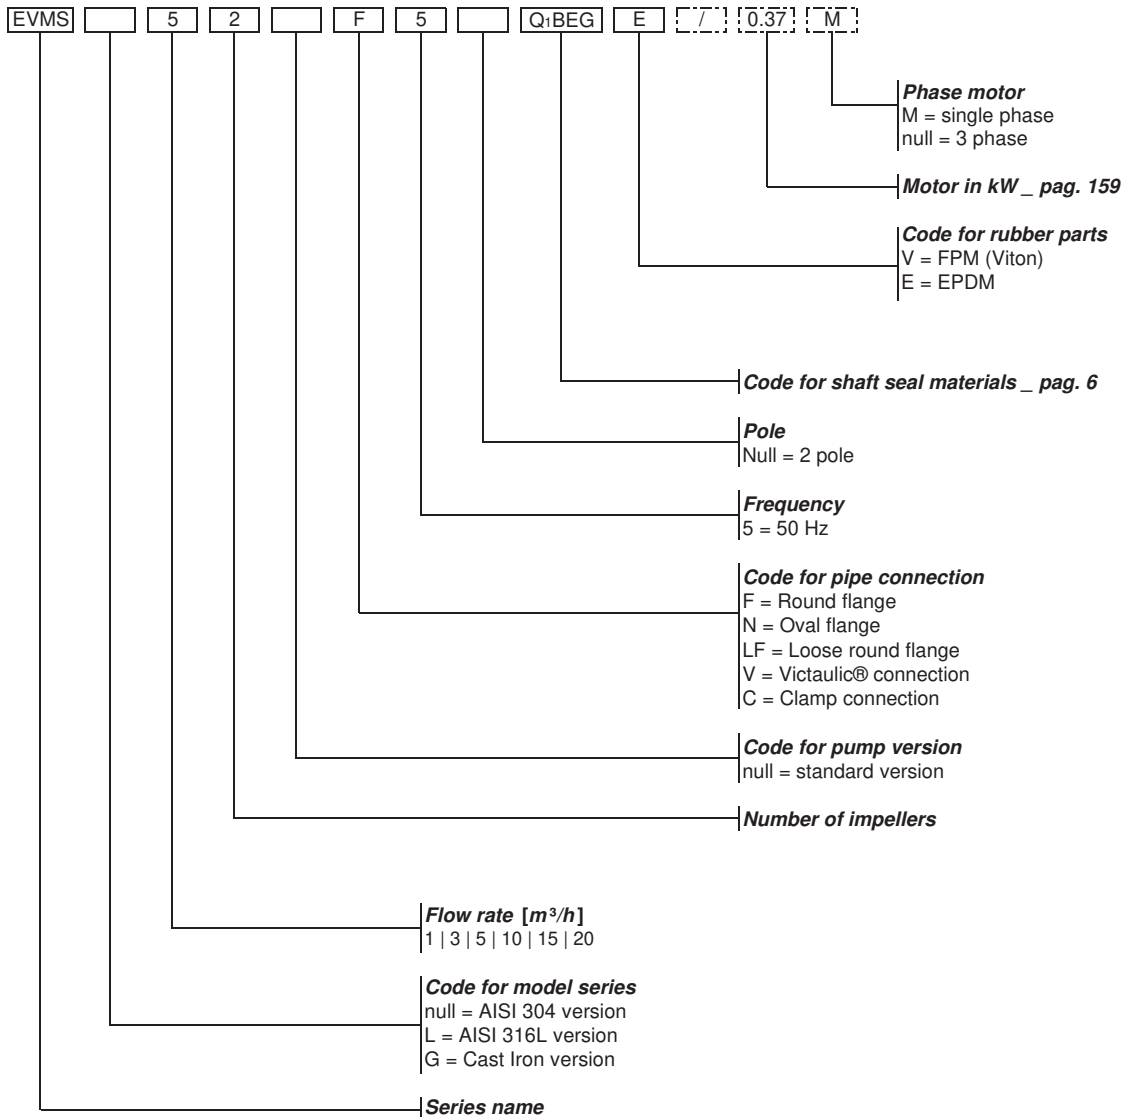 EVMS 5 2 F 5 Q1BEG E / 0.37 M
Phase motor
M = single phase
null = 3 phase
Motor in kW _ pag. 159
Code for rubber parts
V = FPM (Viton)
E = EPDM
Code for shaft seal materials _ pag. 6
Pole
Null = 2 pole
Frequency
5 = 50 Hz
Code for pipe connection
F = Round flange
N = Oval flange
LF = Loose round flange
V = Victaulic® connection
C = Clamp connection
Code for pump version
null = standard version
Number of impellers
Flow rate [m³/h]
1 | 3 | 5 | 10 | 15 | 20
Code for model series
null = AISI 304 version
L = AISI 316L version
G = Cast Iron version
Series name